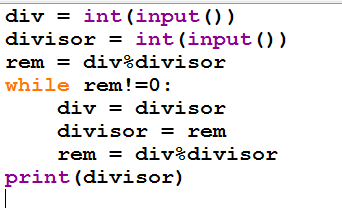 div = int(input())
divisor = int(input())
rem = div%divisor
while rem!=0:
    div = divisor
    divisor = rem
    rem = div%divisor
print(divisor)